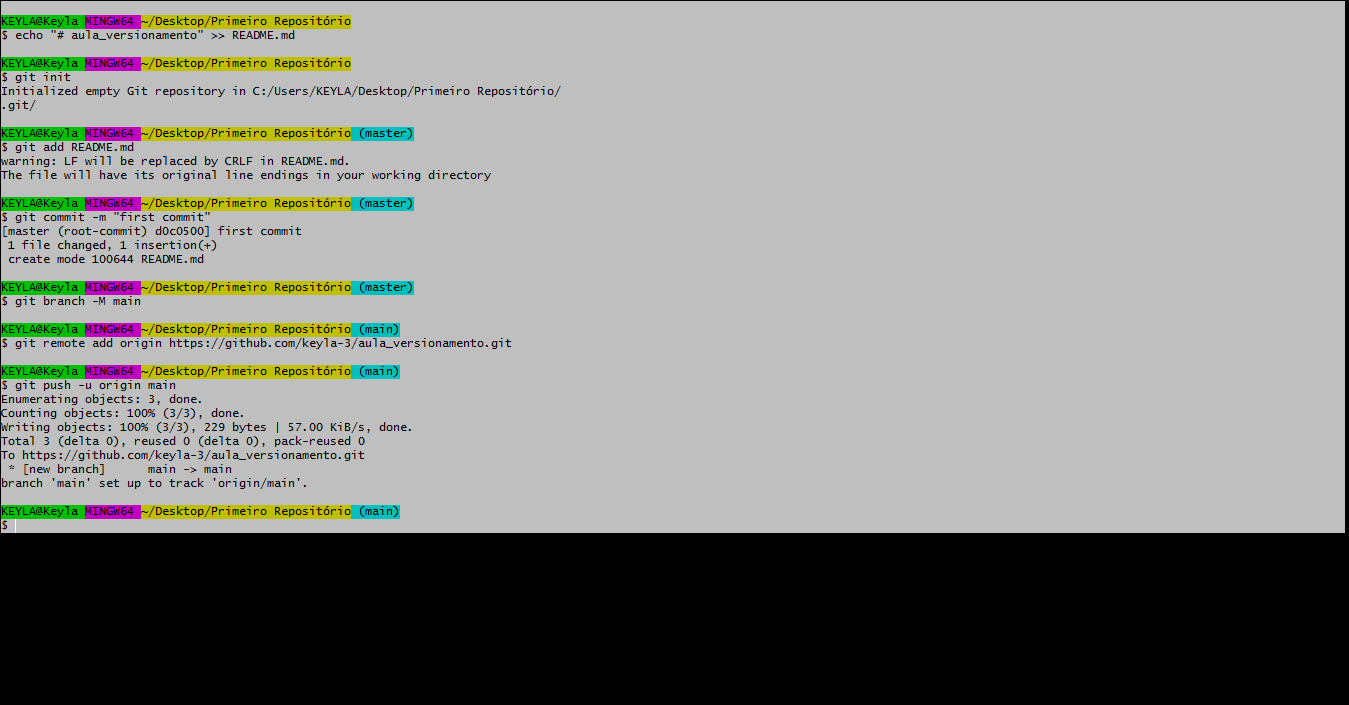 KEYLA@Keyla MINGW64 ~/Desktop/Primeiro Repositório
$ echo "# aula_versionamento" >> README.md
KEYLA@Keyla MINGW64 ~/Desktop/Primeiro Repositório
$ git init
Initialized empty Git repository in C:/Users/KEYLA/Desktop/Primeiro Repositório/
.git/
KEYLA@Keyla MINGW64 ~/Desktop/Primeiro Repositório (master)
$ git add README.md
warning: LF will be replaced by CRLF in README.md.
The file will have its original line endings in your working directory
KEYLA@Keyla MINGW64 ~/Desktop/Primeiro Repositório (master)
$ git commit -m "first commit"
[master (root-commit) d0c0500] first commit
 1 file changed, 1 insertion(+)
 create mode 100644 README.md
KEYLA@Keyla MINGW64 ~/Desktop/Primeiro Repositório (master)
$ git branch -M main
KEYLA@Keyla MINGW64 ~/Desktop/Primeiro Repositório (main)
$ git remote add origin https://github.com/keyla-3/aula_versionamento.git
KEYLA@Keyla MINGW64 ~/Desktop/Primeiro Repositório (main)
$ git push -u origin main
Enumerating objects: 3, done.
Counting objects: 100% (3/3), done.
Writing objects: 100% (3/3), 229 bytes | 57.00 KiB/s, done.
Total 3 (delta 0), reused 0 (delta 0), pack-reused 0
To https://github.com/keyla-3/aula_versionamento.git
 * [new branch]      main -> main
branch 'main' set up to track 'origin/main'.
KEYLA@Keyla MINGW64 ~/Desktop/Primeiro Repositório (main)
$